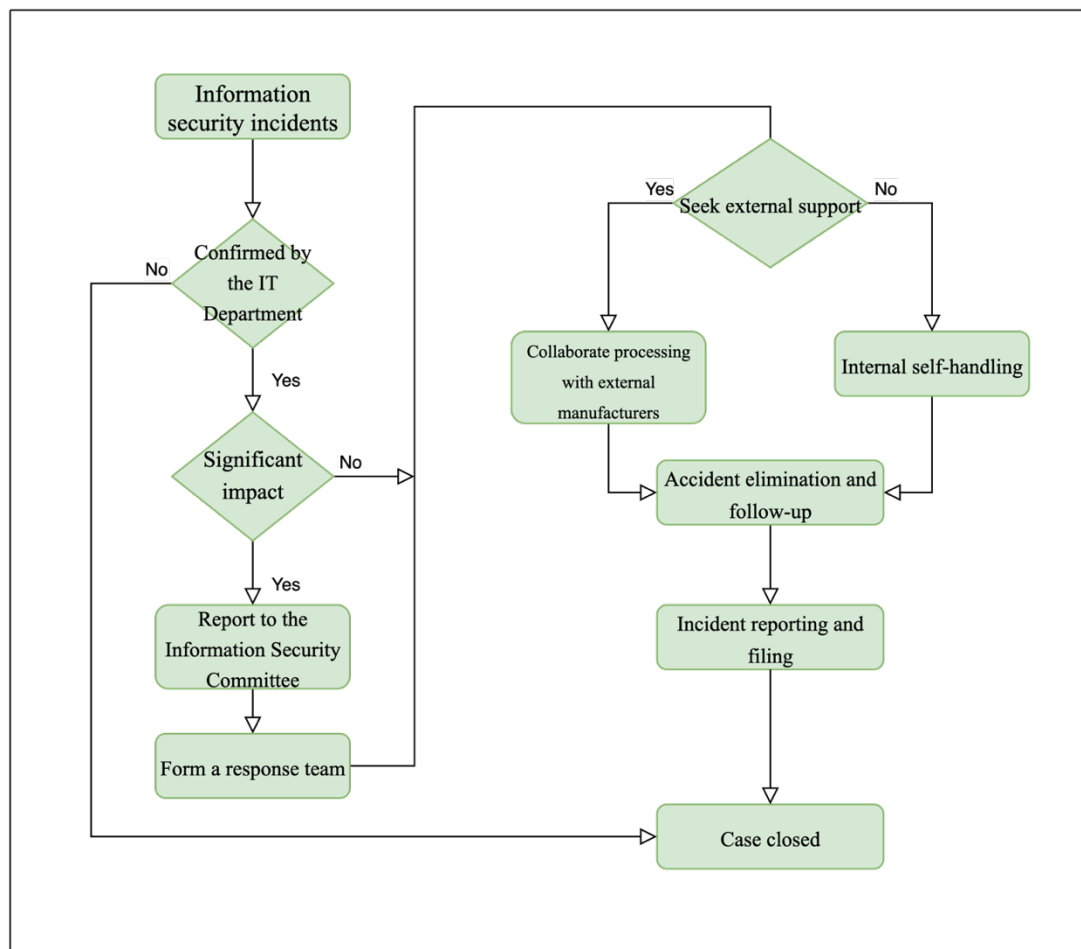 Information
security incidents
Confirmed by
the IT
Department
No
Yes
Significant
impact
No
Yes
Report to the
Information Security
Committee
Form a response team
Seek external support
Yes
No
Collaborate processing
with external
manufacturers
Internal self-handling
Accident elimination and
follow-up
Incident reporting and
filing
Case closed